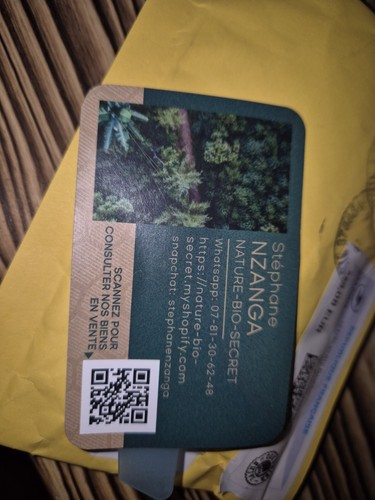 Stéphane
NZANGA
NATURE-BIO-SECRET
Whatsapp: 07-81-30-62-48
https://nature-bio-
secret.myshopify.com
snapchat: stephanenzanga
SCANNEZ POUR
CONSULTER NOS BIENS
EN VENTE